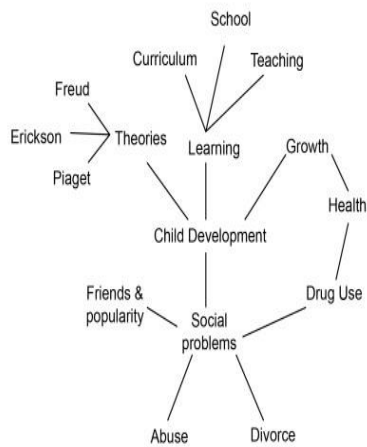 School
Curriculum
Teaching
Freud
Erickson
Theories
Piaget
Learning
Growth
Health
Child Development
Friends &
popularity
Drug Use
Social
problems
Abuse
Divorce